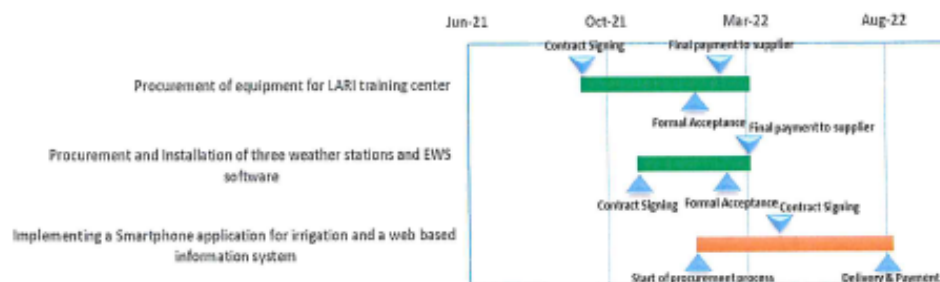 Jun-21 Oct-21 Mar-22 Aug-22
Contract Signing Final payment to supplier
Procurement of equipment for LARI training center
Formal Acceptance Final payment to supplier
Procurement and Installation of three weather stations and EWS
software
Contract Signing Formal Acceptance Contract Signing
Implementing a Smartphone application for irrigation and a web based
information system
Start of procurement process Delivery & Payment